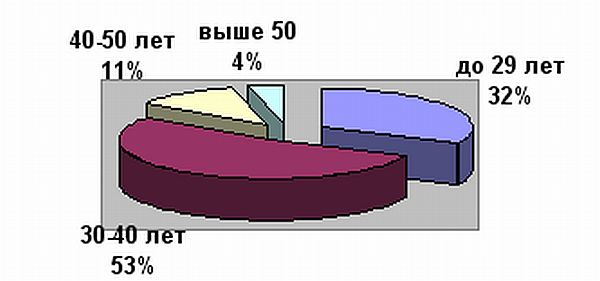 40-50 лет
11%
выше 50
4%
до 29 лет
32%
30-40 лет
53%